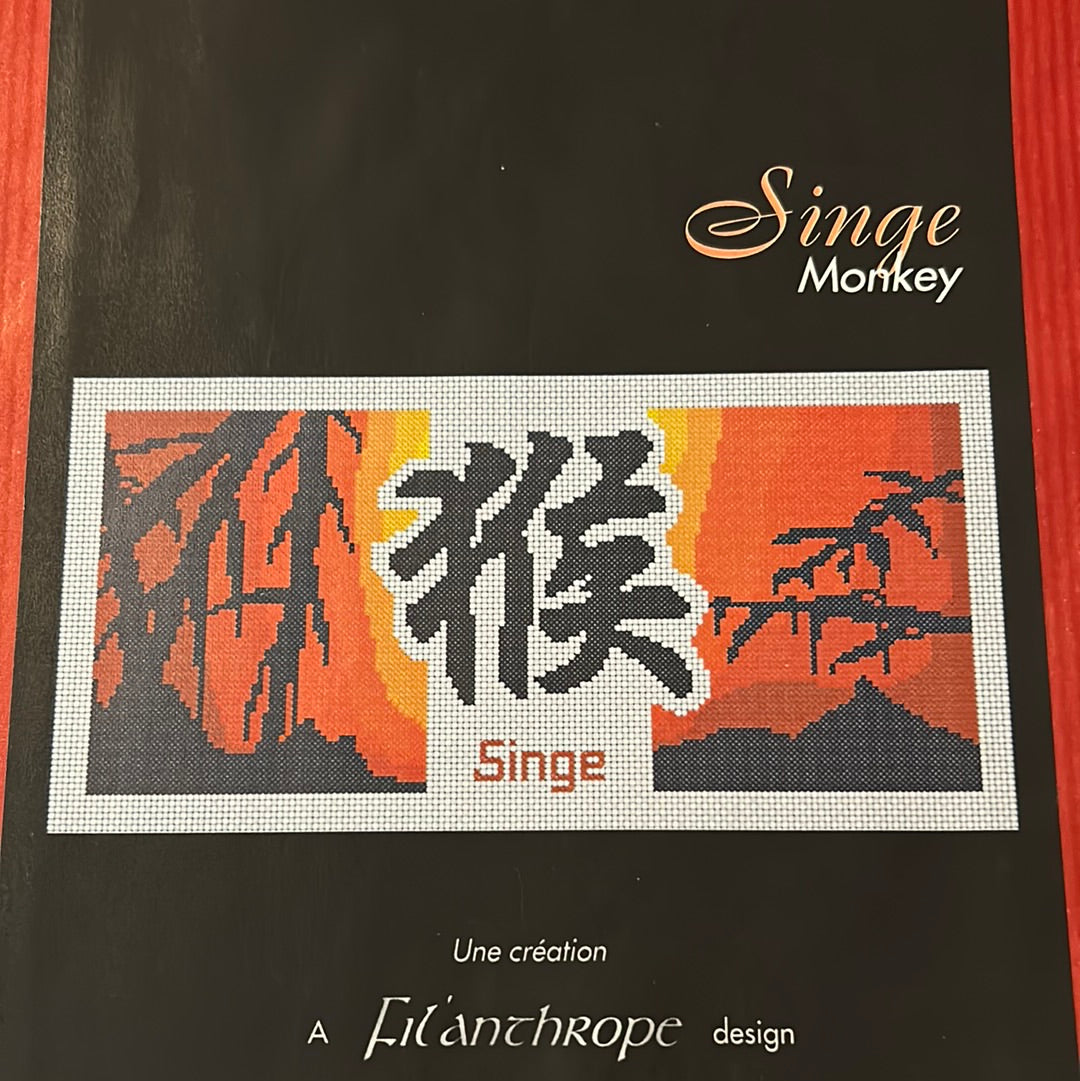 Singe
Monkey
猴
Singe
Une création
A Fil'anthrope design